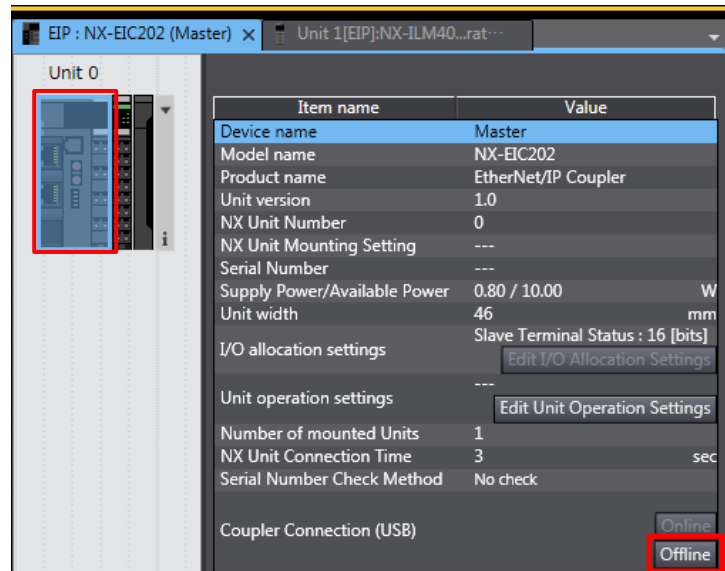 EIP : NX-EIC202 (Master)
Unit 1[EIP]:NX-ILM40...rat···
Unit 0
Item name Value
Device name Master
Model name NX-EIC202
Product name EtherNet/IP Coupler
Unit version 1.0
NX Unit Number 0
NX Unit Mounting Setting ---
Serial Number ---
Supply Power/Available Power 0.80 / 10.00 W
Unit width 46 mm
I/O allocation settings Slave Terminal Status : 16 [bits]
Edit I/O Allocation Settings
Unit operation settings ---
Edit Unit Operation Settings
Number of mounted Units 1
NX Unit Connection Time 3 sec
Serial Number Check Method No check
Coupler Connection (USB) Online
Offline